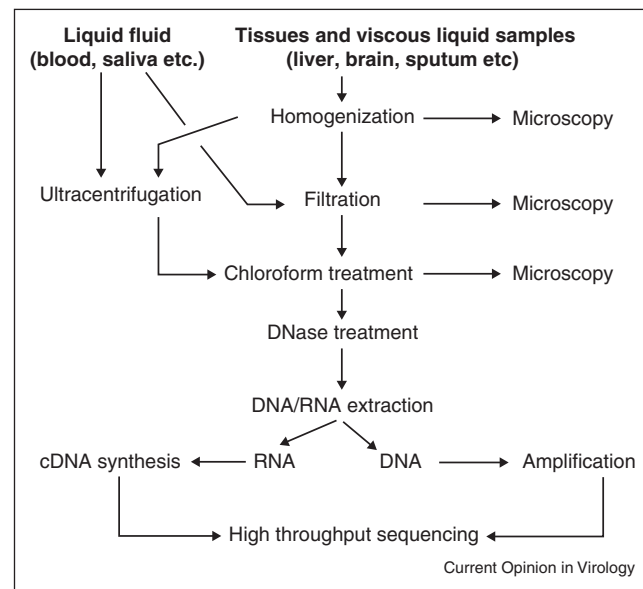 Liquid fluid
(blood, saliva etc.)
Tissues and viscous liquid samples
(liver, brain, sputum etc)
Homogenization
Microscopy
Ultracentrifugation
Filtration
Microscopy
Chloroform treatment
Microscopy
DNase treatment
DNA/RNA extraction
cDNA synthesis
RNA
DNA
Amplification
High throughput sequencing
Current Opinion in Virology